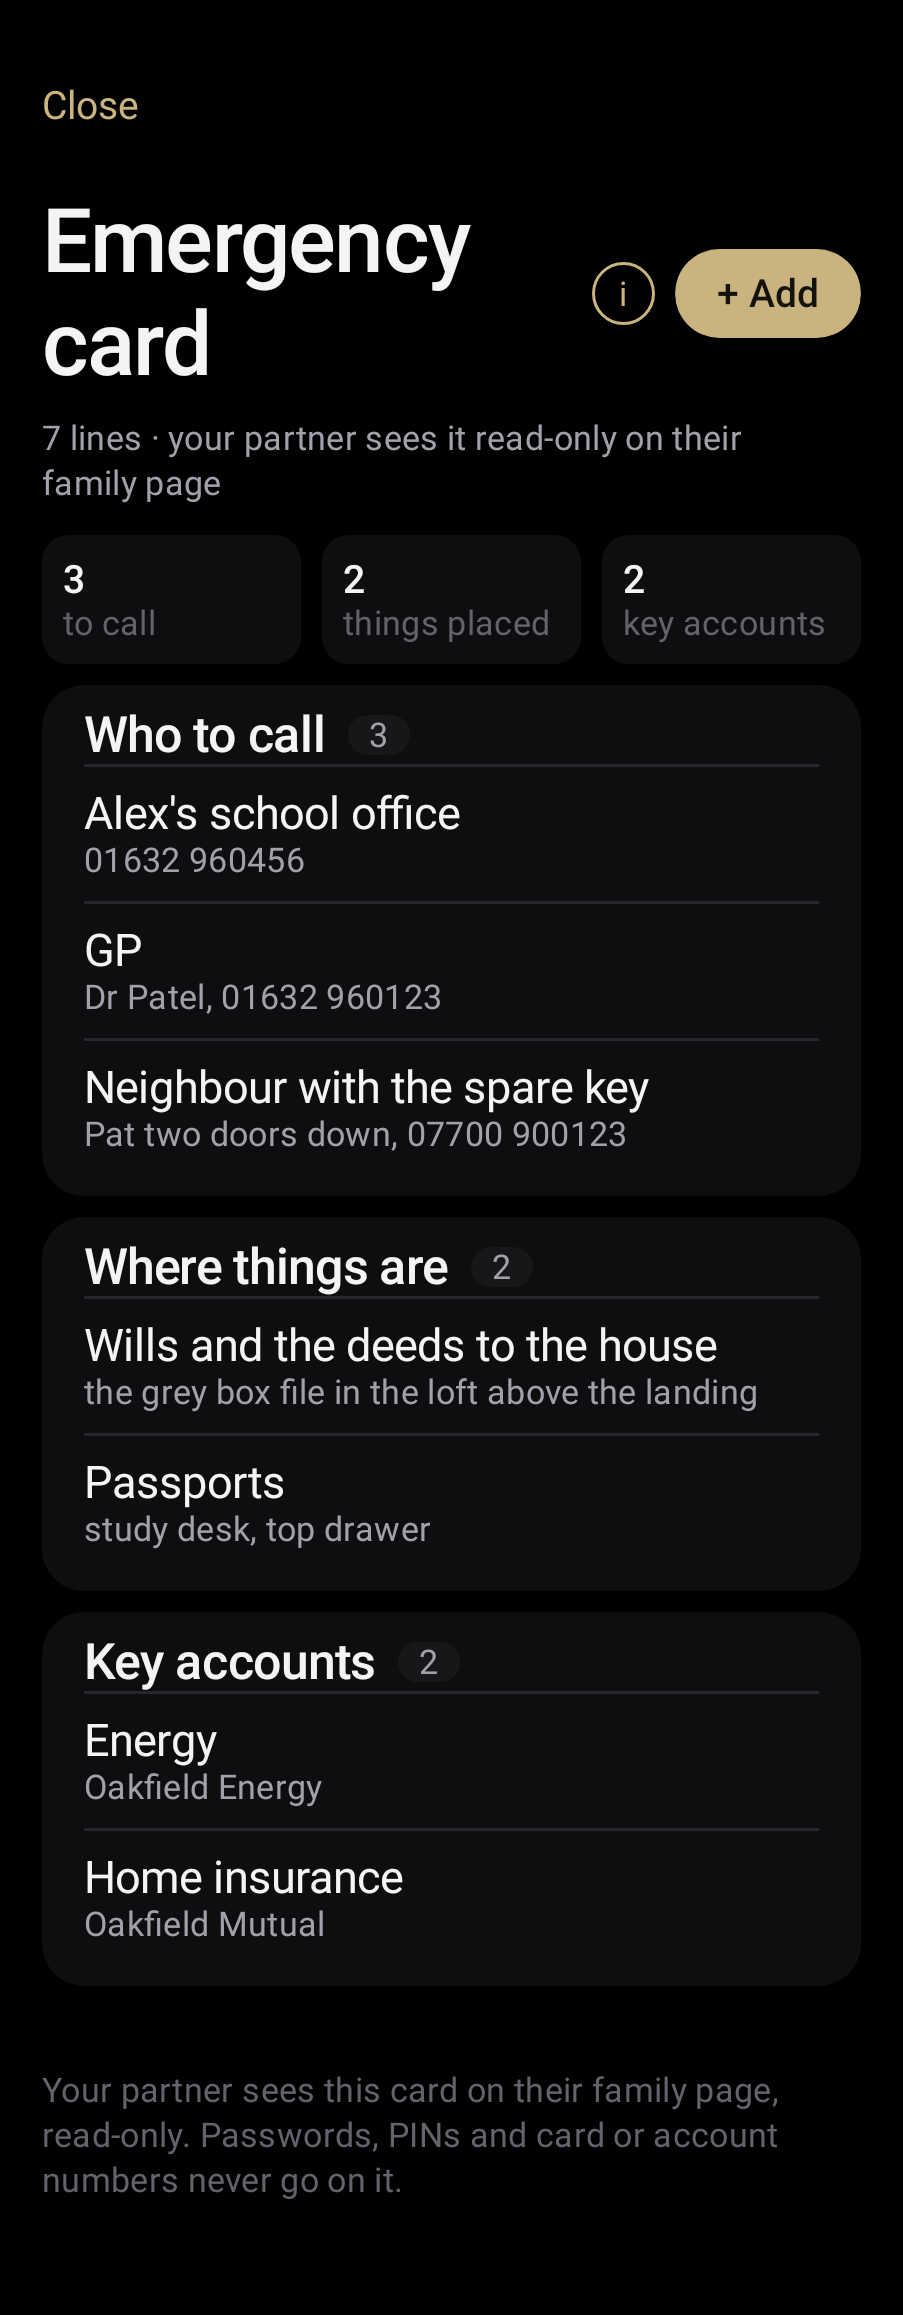 Close
Emergency
card
i
+ Add
7 lines · your partner sees it read-only on their
family page
3
to call
2
things placed
2
key accounts
Who to call 3
Alex's school office
01632 960456
GP
Dr Patel, 01632 960123
Neighbour with the spare key
Pat two doors down, 07700 900123
Where things are 2
Wills and the deeds to the house
the grey box file in the loft above the landing
Passports
study desk, top drawer
Key accounts 2
Energy
Oakfield Energy
Home insurance
Oakfield Mutual
Your partner sees this card on their family page,
read-only. Passwords, PINs and card or account
numbers never go on it.